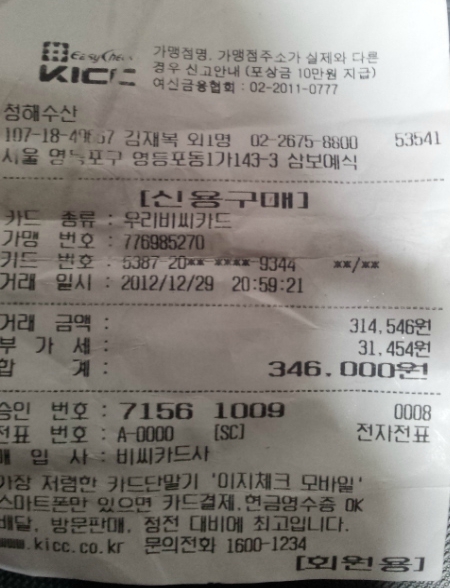 EasyCheck 가맹점명, 가맹점주소가 실제와 다른
KICC 경우 신고안내 (포상금 10만원 지급)
여신금융협회 : 02-2011-0777
청해수산
김재복 외1명 02-2675-8800 53541
서울 영등포구 영등포동1가143-3 삼보예식
[신용구매]
카드 종류 : 우리비씨카드
가맹 번호 : 776985270
카드 번호 : 5387 20** **** 9344 **/**
거래 일시 : 2012/12/29 20:59:21
거래 금액 : 314,546원
부 가 세 : 31,454원
합 계 : 346,000원
승인 번호 : 7156 1009 0008
전표 번호 : A-0000 [SC] 전자전표
매 입 사 : 비씨카드사
가장 저렴한 카드단말기 '이지체크 모바일'
스마트폰만 있으면 카드결제,현금영수증 OK
배달, 방문판매, 정전 대비에 최고입니다.
.kicc.co.kr 문의전화 1600-1234
[회원용]